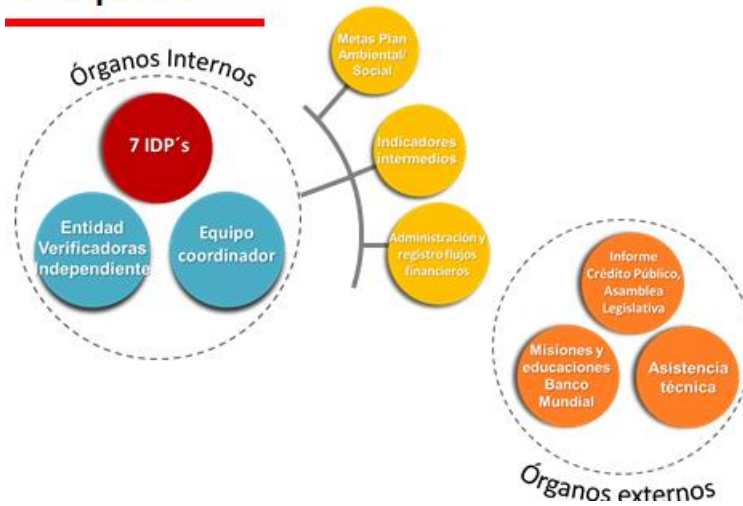 Órganos Internos
7 IDP´s
Entidad
Verificadoras
Independiente
Equipo
coordinador
Metas Plan
Ambiental/
Social
Indicadores
intermedios
Administración y
registro flujos
financieros
Informe
Crédito Público,
Asamblea
Legislativa
Misiones y
educaciones
Banco
Mundial
Asistencia
técnica
Órganos externos